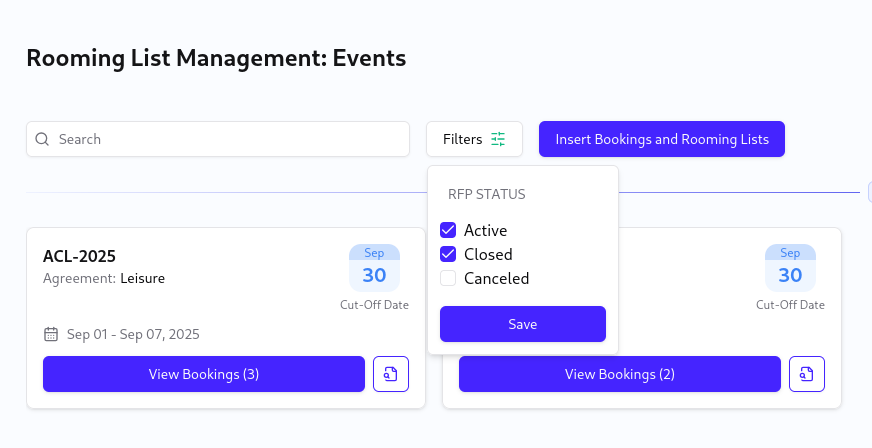 Rooming List Management: Events
Search
Filters
Insert Bookings and Rooming Lists
RFP STATUS
Active
Closed
Canceled
Save
ACL-2025
Agreement: Leisure
Sep
30
Cut-Off Date
Sep 01 - Sep 07, 2025
View Bookings (3)
Sep
30
Cut-Off Date
View Bookings (2)